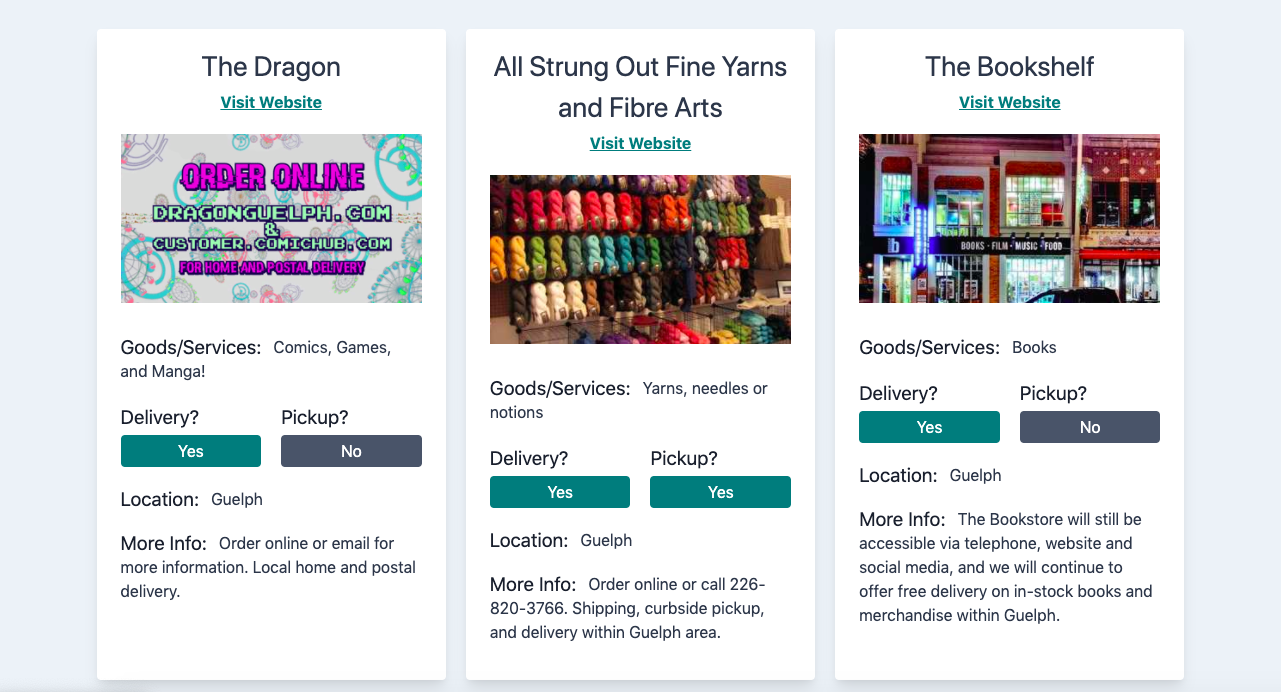 The Dragon
Visit Website
ORDER ONLINE
DRAGONGUELPH.COM
&
CUSTOMER.COMICHUB.COM
FOR HOME AND POSTAL DELIVERY
Goods/Services: Comics, Games,
and Manga!
Delivery? Pickup?
Yes No
Location: Guelph
More Info: Order online or email for
more information. Local home and postal
delivery.
All Strung Out Fine Yarns
and Fibre Arts
Visit Website
Goods/Services: Yarns, needles or
notions
Delivery? Pickup?
Yes Yes
Location: Guelph
More Info: Order online or call 226-
820-3766. Shipping, curbside pickup,
and delivery within Guelph area.
The Bookshelf
Visit Website
b
BOOKS · FILM · MUSIC · FOOD
Goods/Services: Books
Delivery? Pickup?
Yes No
Location: Guelph
More Info: The Bookstore will still be
accessible via telephone, website and
social media, and we will continue to
offer free delivery on in-stock books and
merchandise within Guelph.